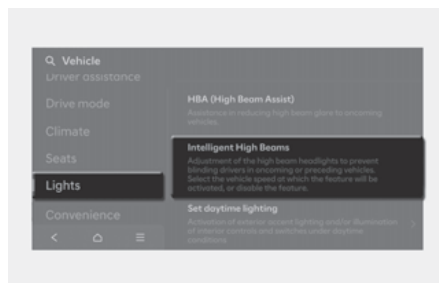 Vehicle
Driver assistance
Drive mode
Climate
Seats
Lights
Convenience
HBA (High Beam Assist)
Assistance in reducing high beam glare to oncoming
vehicles.
Intelligent High Beams
Adjustment of the high beam headlights to prevent
blinding drivers in oncoming or preceding vehicles.
Select the vehicle speed at which the feature will be
activated, or disable the feature.
Set daytime lighting
Activation of exterior accent lighting and/or illumination
of interior controls and switches under daytime
conditions.